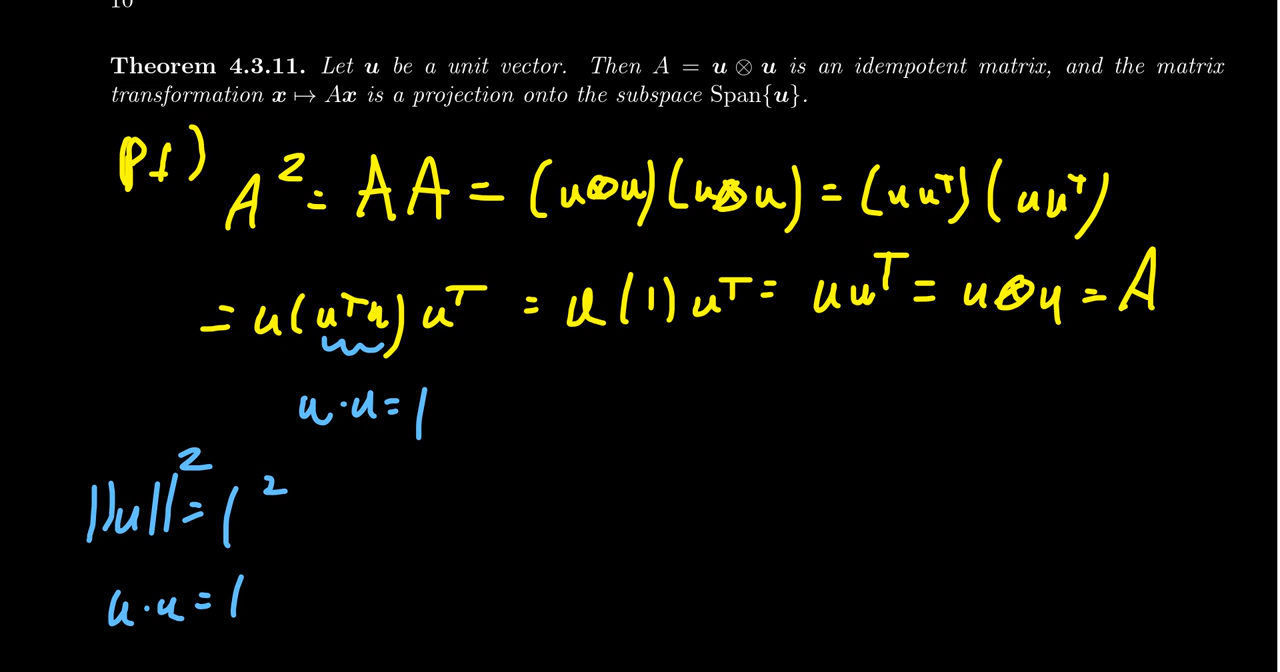 10
Theorem 4.3.11. Let u be a unit vector. Then A = u ⊗ u is an idempotent matrix, and the matrix
transformation x ↦ Ax is a projection onto the subspace Span{u}.
Pf) A² = AA = (u⊗u)(u⊗u) = (uuᵀ)(uuᵀ)
= u(uᵀu)uᵀ = u(1)uᵀ = uuᵀ = u⊗u = A
u·u = 1
||u||² = 1²
u·u = 1